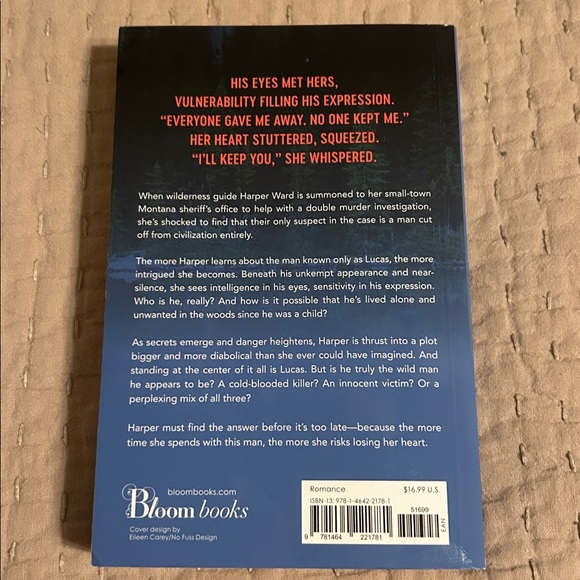 HIS EYES MET HERS,
VULNERABILITY FILLING HIS EXPRESSION.
“EVERYONE GAVE ME AWAY. NO ONE KEPT ME.”
HER HEART STUTTERED, SQUEEZED.
“I’LL KEEP YOU,” SHE WHISPERED.
When wilderness guide Harper Ward is summoned to her small-town
Montana sheriff’s office to help with a double murder investigation,
she’s shocked to find that their only suspect in the case is a man cut
off from civilization entirely.
The more Harper learns about the man known only as Lucas, the more
intrigued she becomes. Beneath his unkempt appearance and near-
silence, she sees intelligence in his eyes, sensitivity in his expression.
Who is he, really? And how is it possible that he’s lived alone and
unwanted in the woods since he was a child?
As secrets emerge and danger heightens, Harper is thrust into a plot
bigger and more diabolical than she ever could have imagined. And
standing at the center of it all is Lucas. But is he truly the wild man
he appears to be? A cold-blooded killer? An innocent victim? Or a
perplexing mix of all three?
Harper must find the answer before it’s too late—because the more
time she spends with this man, the more she risks losing her heart.
bloombooks.com
Bloom books
Cover design by
Eileen Carey/No Fuss Design
Romance $16.99 U.S.
ISBN-13: 978-1-4642-2178-1
51699
9 781464 221781
EAN